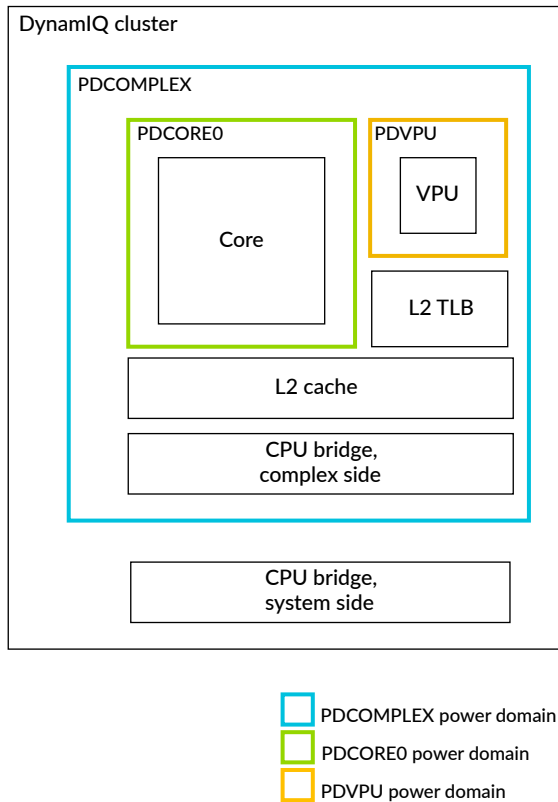 DynamIQ cluster
PDCOMPLEX
PDCORE0
PDVPU
Core
VPU
L2 TLB
L2 cache
CPU bridge,
complex side
CPU bridge,
system side
PDCOMPLEX power domain
PDCORE0 power domain
PDVPU power domain